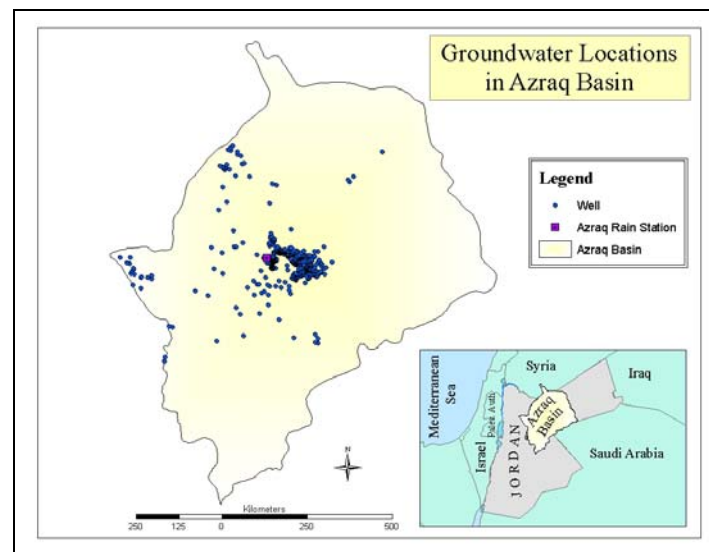 Groundwater Locations
in Azraq Basin
Legend
Well
Azraq Rain Station
Azraq Basin
N
Kilometers
250 125 0 250 500
Mediterranean
Sea
Syria
Iraq
Azraq Basin
Israel
JORDAN
Saudi Arabia